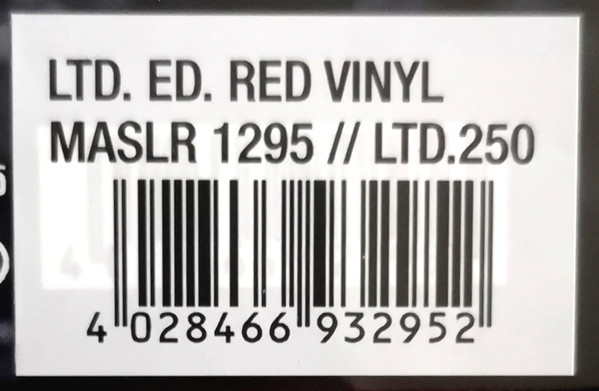 LTD. ED. RED VINYL
MASLR 1295 // LTD.250
4 028466 932952